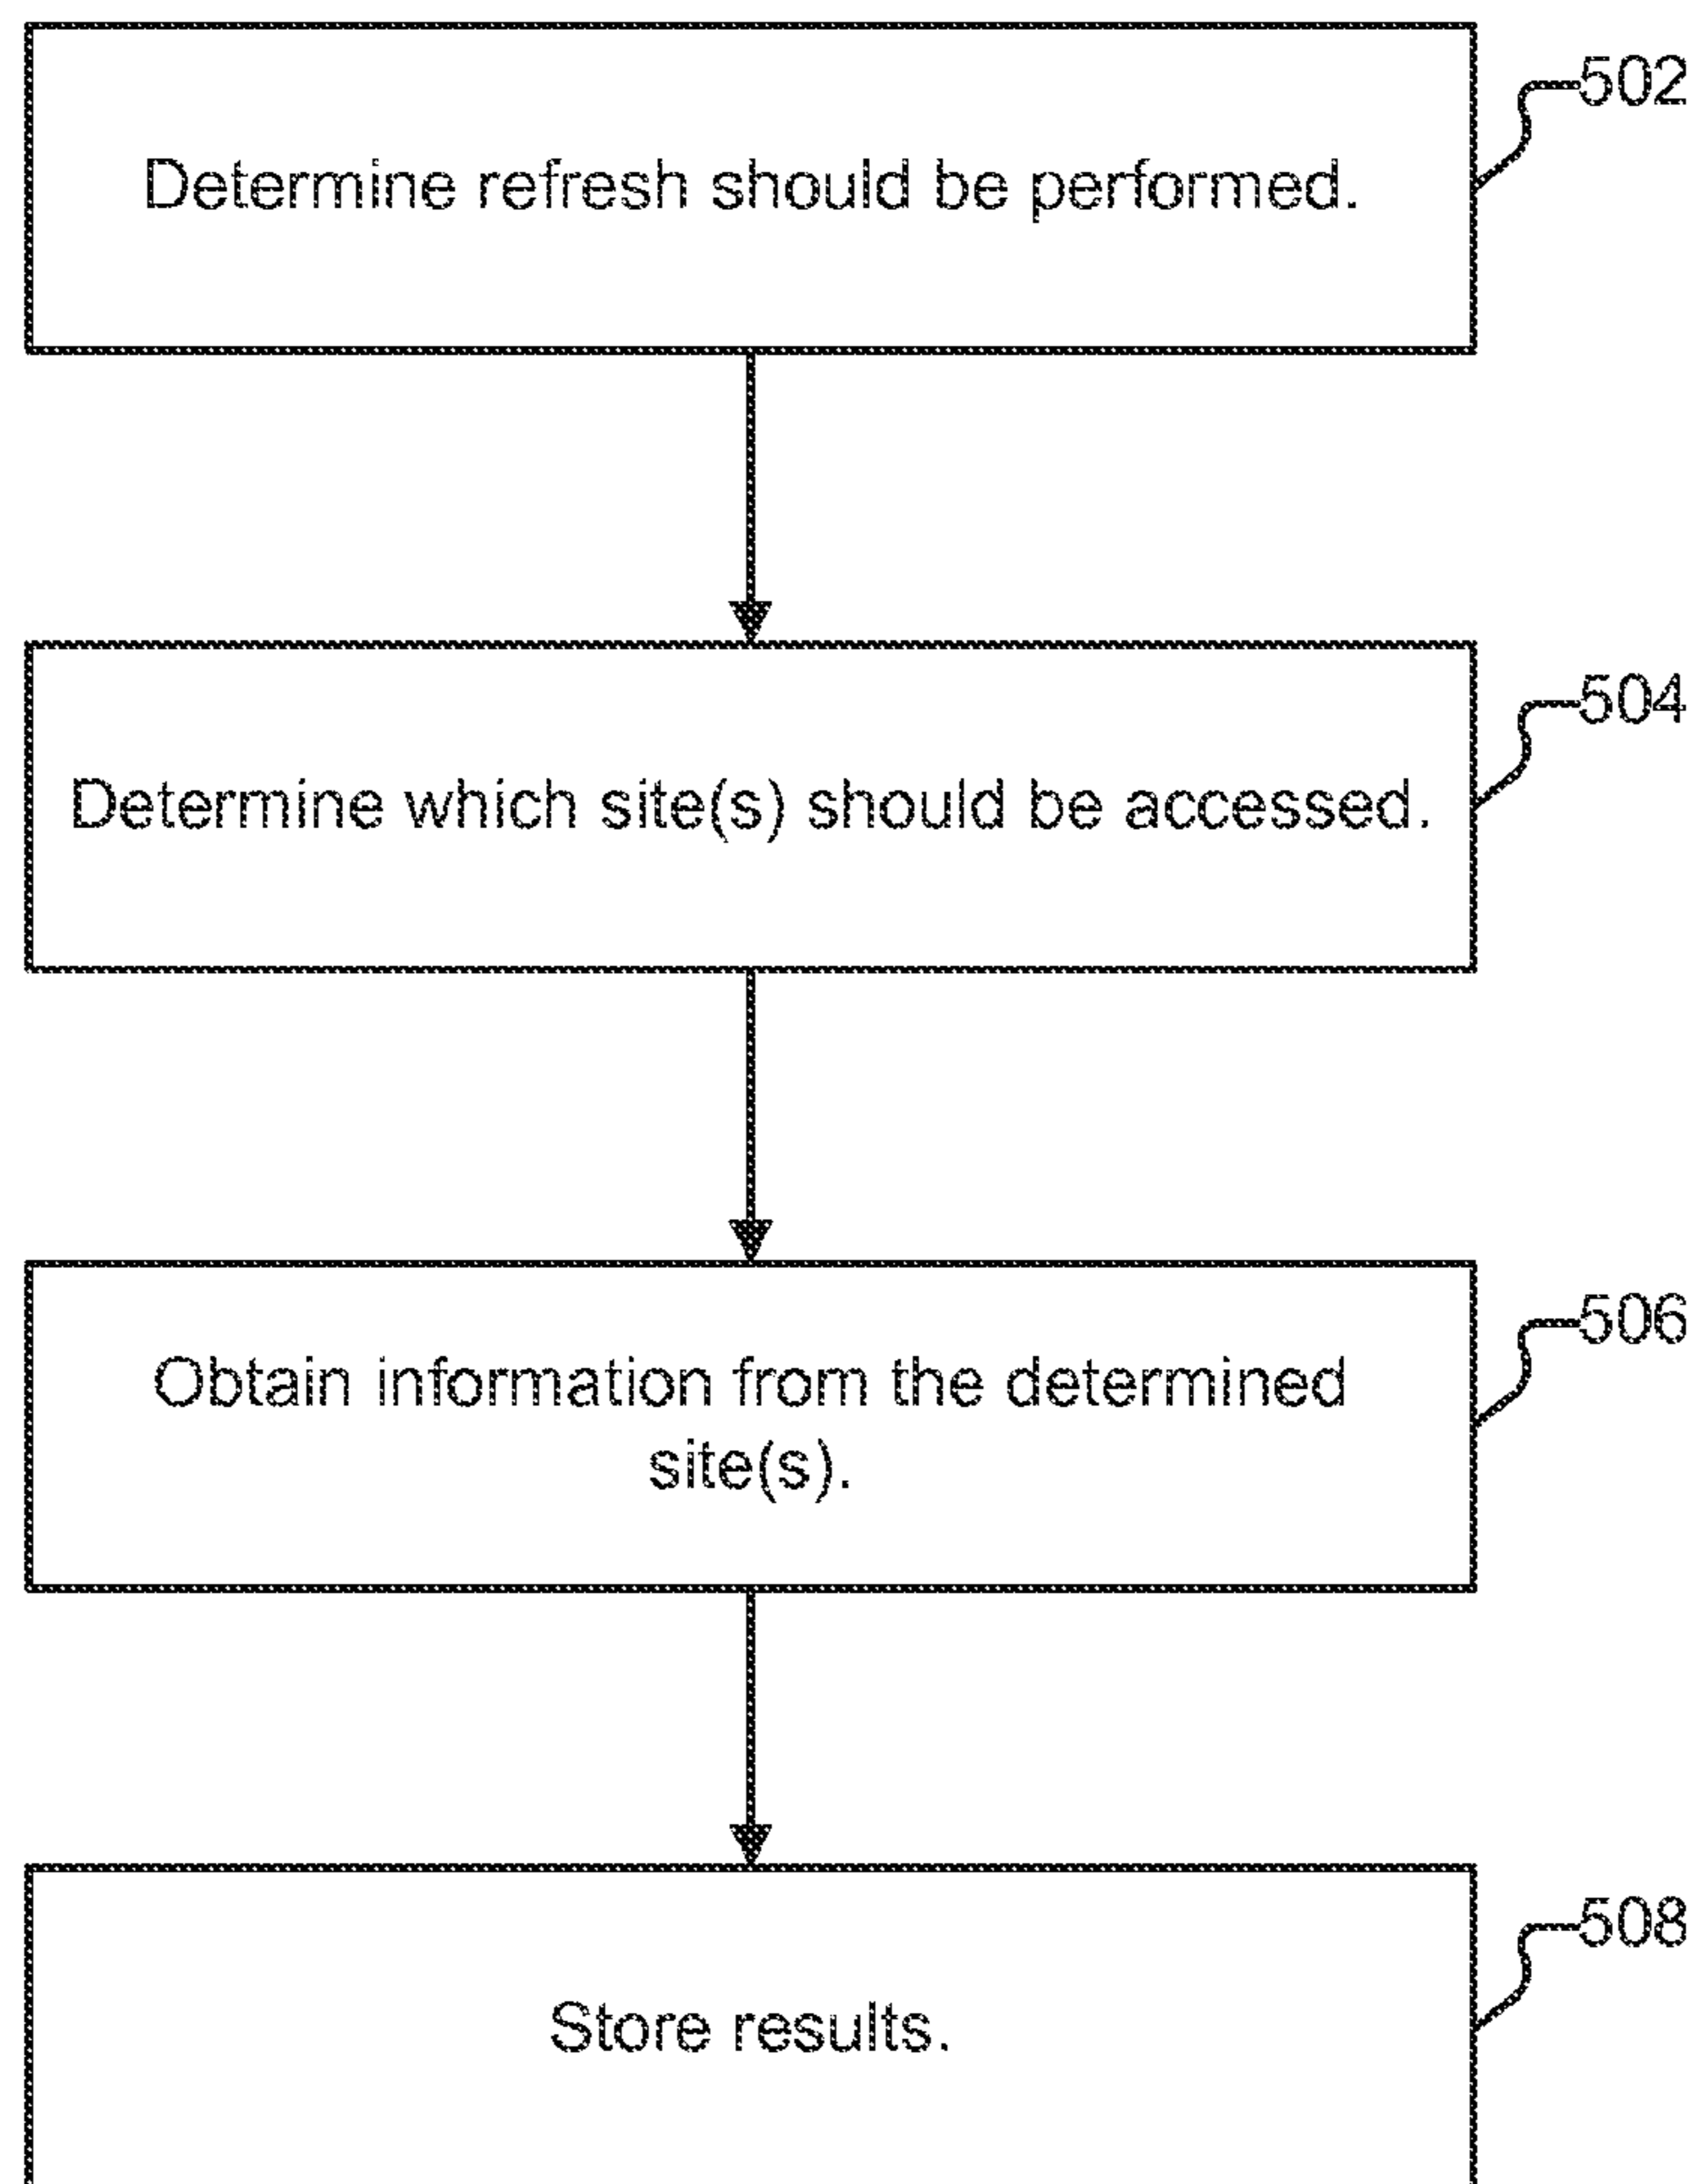 502
Determine refresh should be performed.
504
Determine which site(s) should be accessed.
506
Obtain information from the determined
site(s).
508
Store results.